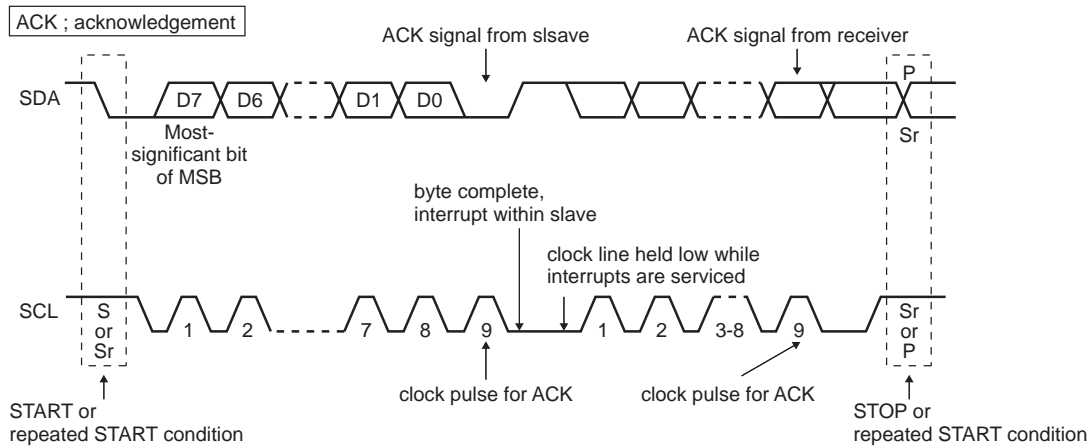 ACK ; acknowledgement
ACK signal from slsave
ACK signal from receiver
SDA
D7
D6
D1
D0
P
Sr
Most-
significant bit
of MSB
byte complete,
interrupt within slave
clock line held low while
interrupts are serviced
SCL
S
or
Sr
1
2
7
8
9
1
2
3-8
9
Sr
or
P
clock pulse for ACK
clock pulse for ACK
START or
repeated START condition
STOP or
repeated START condition